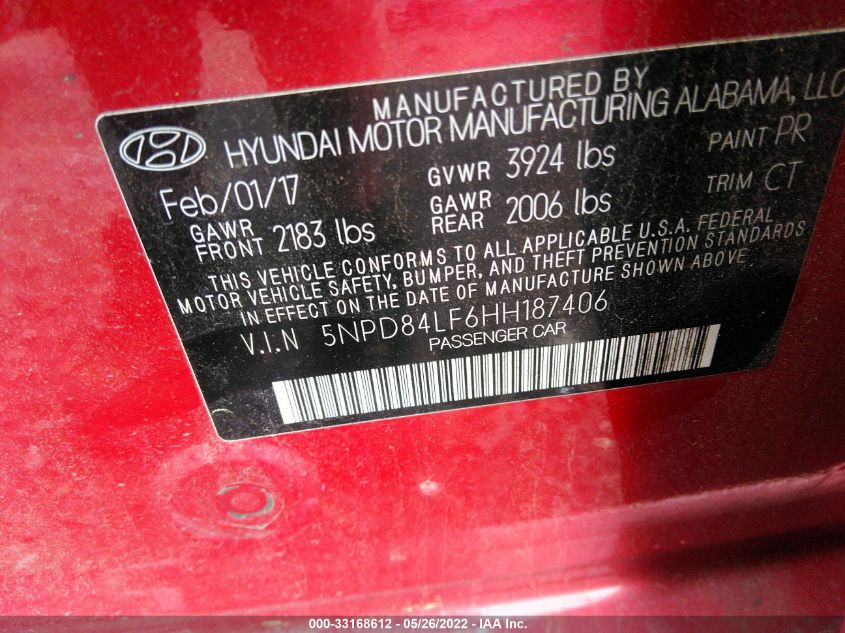 MANUFACTURED BY
HYUNDAI MOTOR MANUFACTURING ALABAMA, LLC
Feb/01/17 GVWR 3924 lbs PAINT PR
GAWR FRONT 2183 lbs GAWR REAR 2006 lbs TRIM CT
THIS VEHICLE CONFORMS TO ALL APPLICABLE U.S.A. FEDERAL
MOTOR VEHICLE SAFETY, BUMPER, AND THEFT PREVENTION STANDARDS
IN EFFECT ON THE DATE OF MANUFACTURE SHOWN ABOVE
V.I.N 5NPD84LF6HH187406
PASSENGER CAR
000-33168612 - 05/26/2022 - IAA Inc.